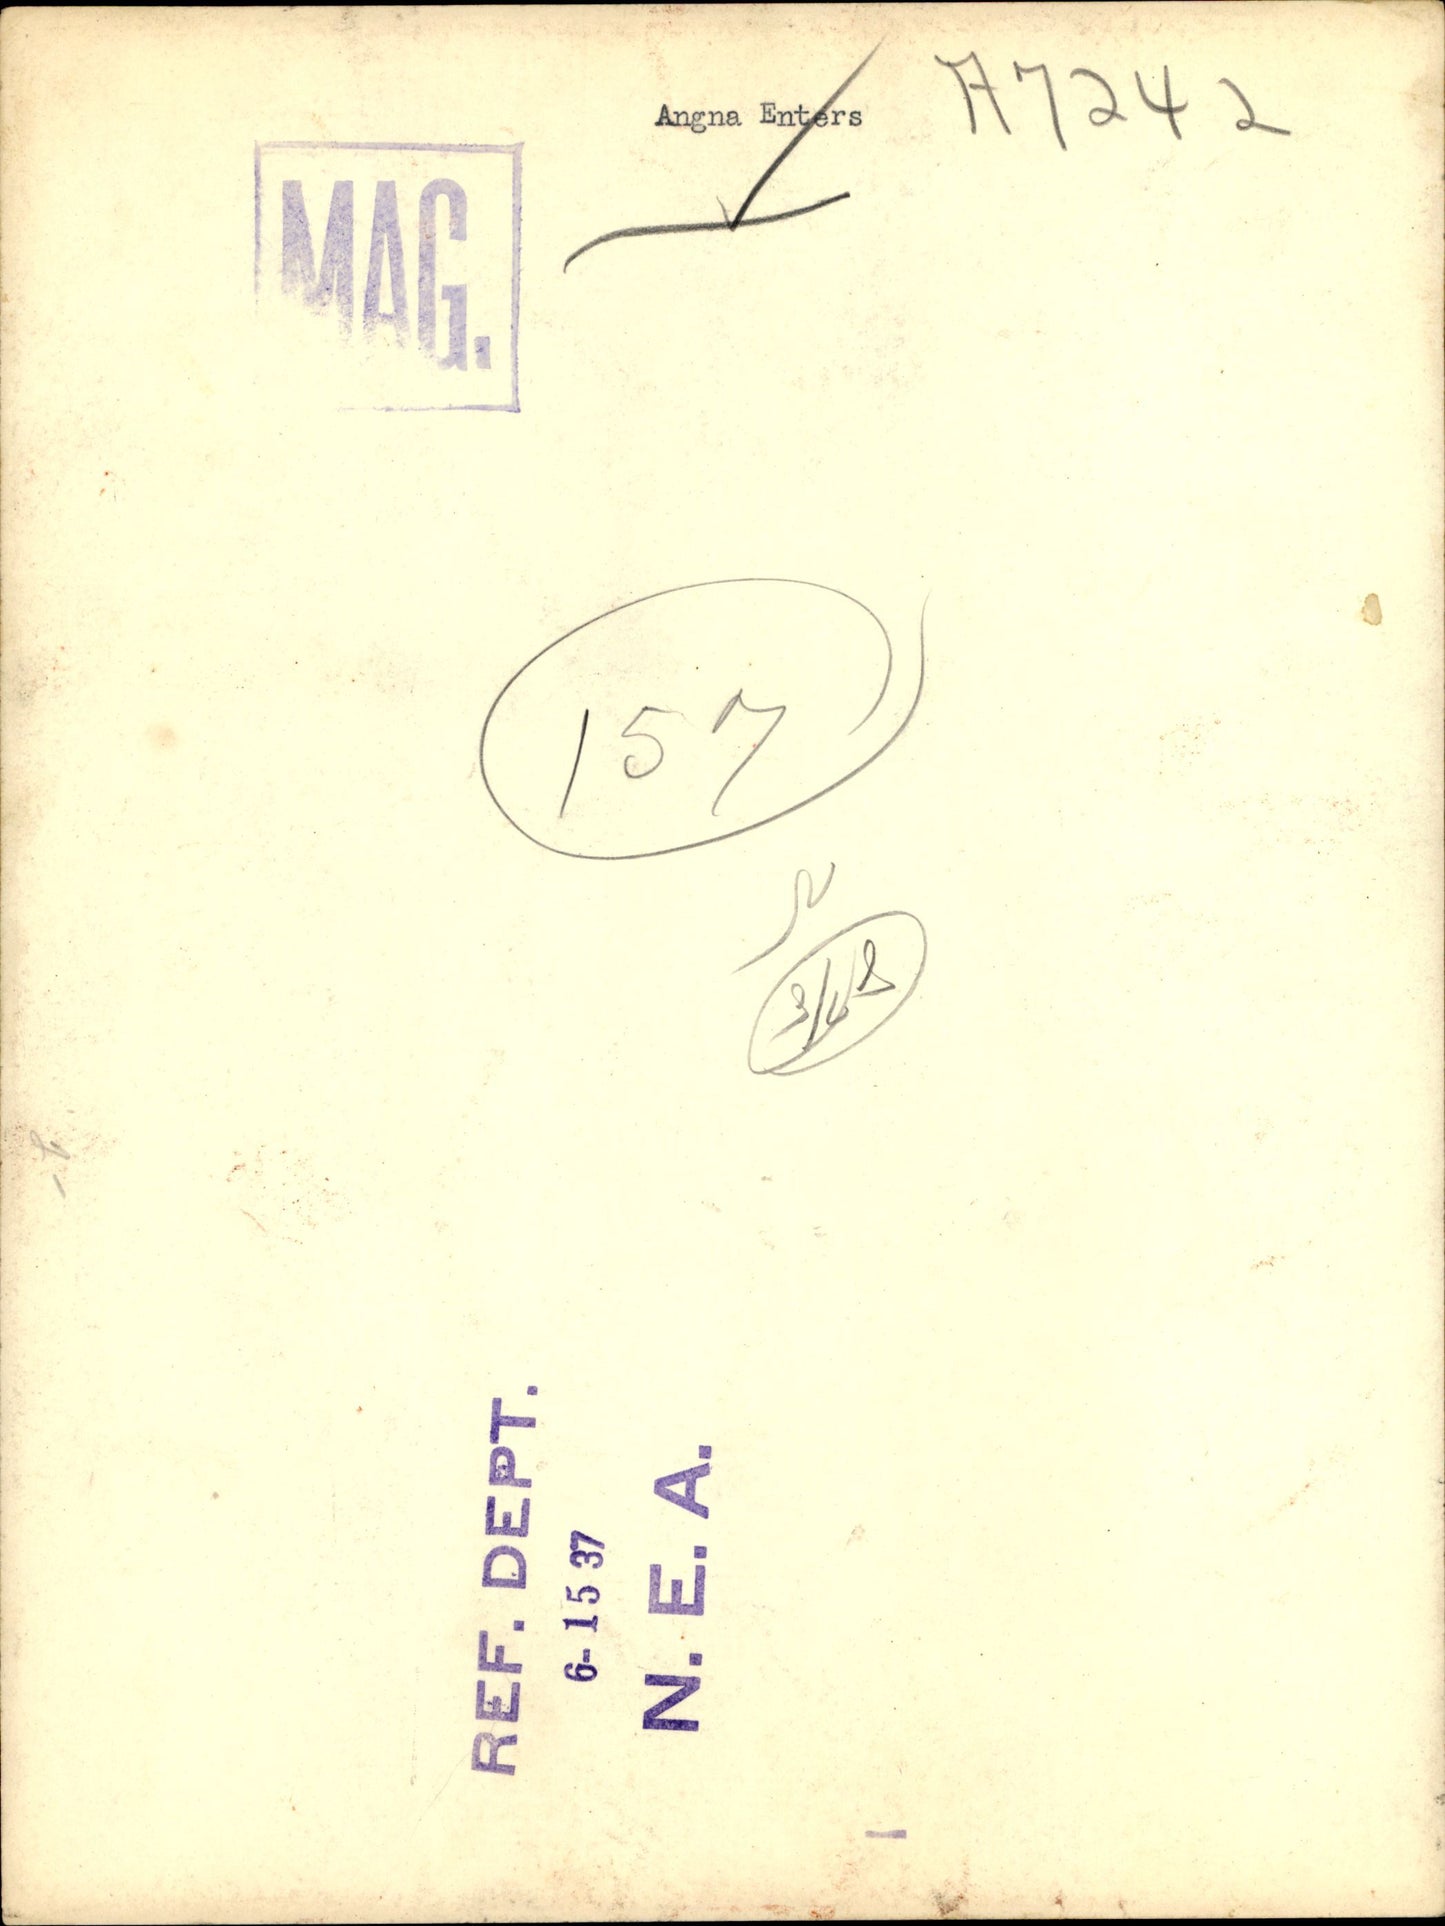 Angna Enters
A7242
MAG.
157
REF. DEPT.
6-15 37
N. E. A.